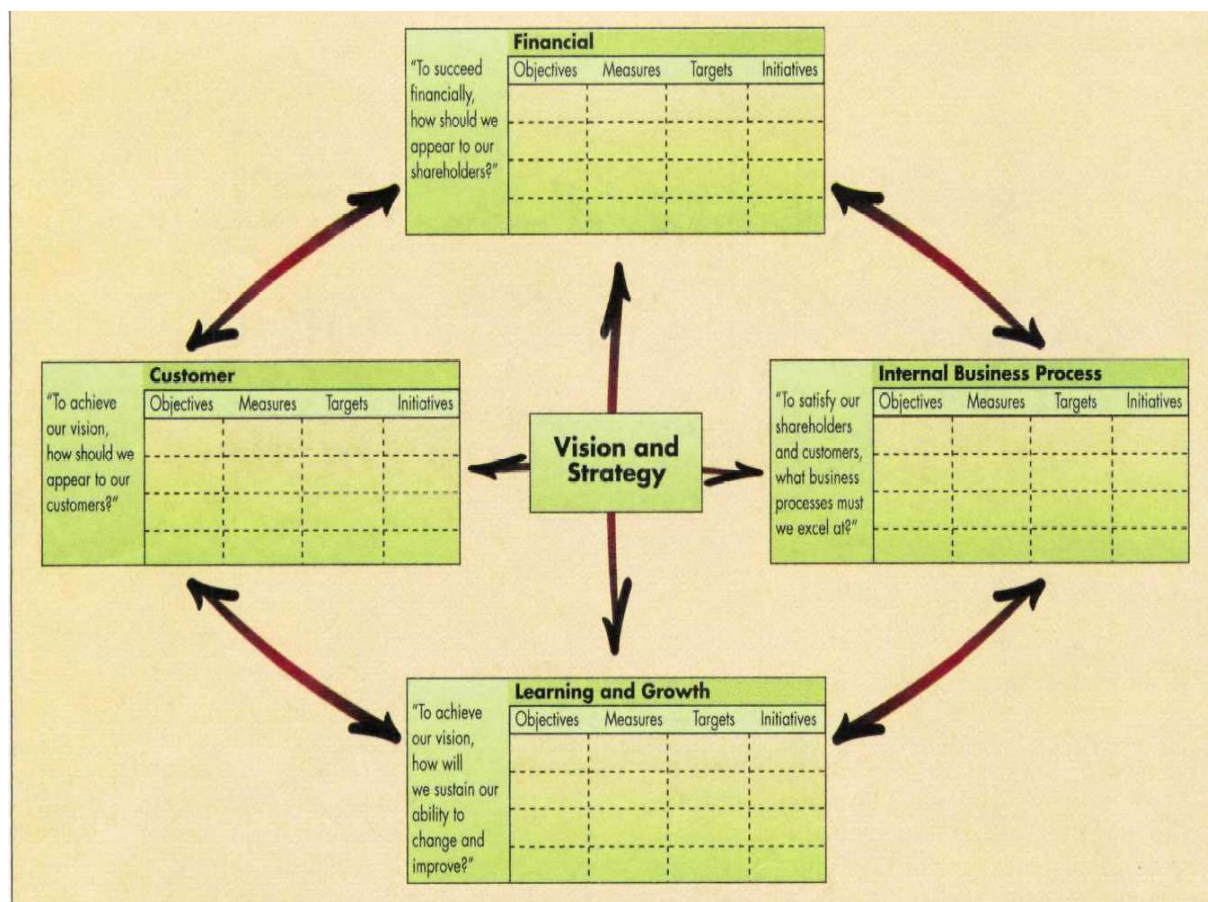 Financial
"To succeed
financially,
how should we
appear to our
shareholders?"
Objectives Measures Targets Initiatives
Customer
"To achieve
our vision,
how should we
appear to our
customers?"
Objectives Measures Targets Initiatives
Vision and
Strategy
Internal Business Process
"To satisfy our
shareholders
and customers,
what business
processes must
we excel at?"
Objectives Measures Targets Initiatives
Learning and Growth
"To achieve
our vision,
how will
we sustain our
ability to
change and
improve?"
Objectives Measures Targets Initiatives